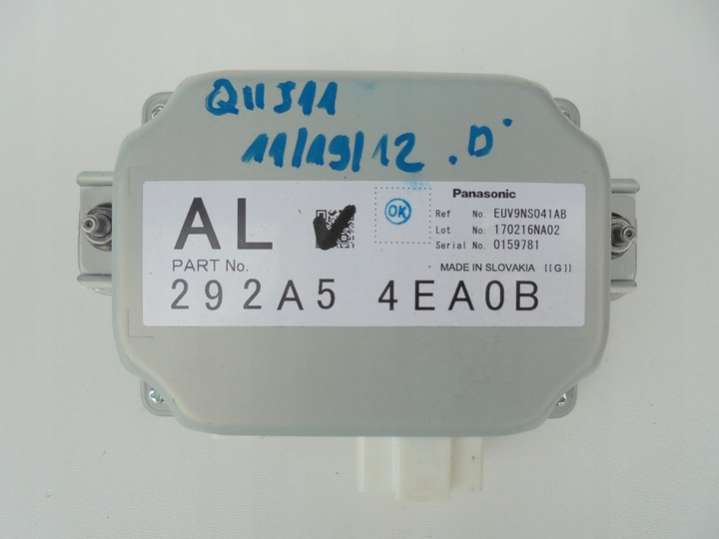 QIIJ11
11/19/12 .D.
AL
OK
Panasonic
Ref No. EUV9NS041AB
Lot No. 170216NA02
Serial No. 0159781
PART No.
MADE IN SLOVAKIA [[G]]
292A5 4EA0B